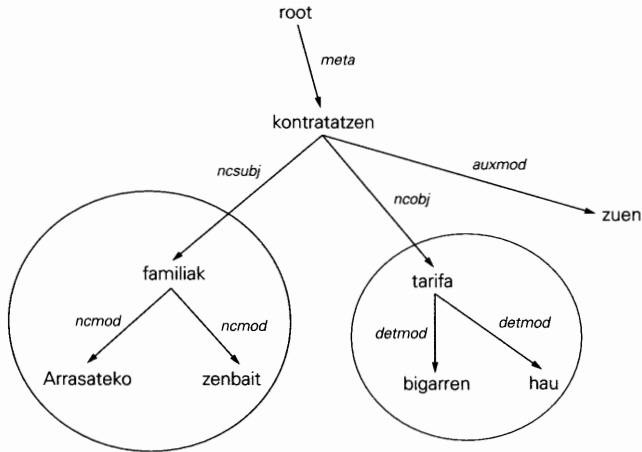 root
meta
kontratatzen
ncsubj
ncobj
auxmod
zuen
familiak
tarifa
ncmod
ncmod
detmod
detmod
Arrasateko
zenbait
bigarren
hau